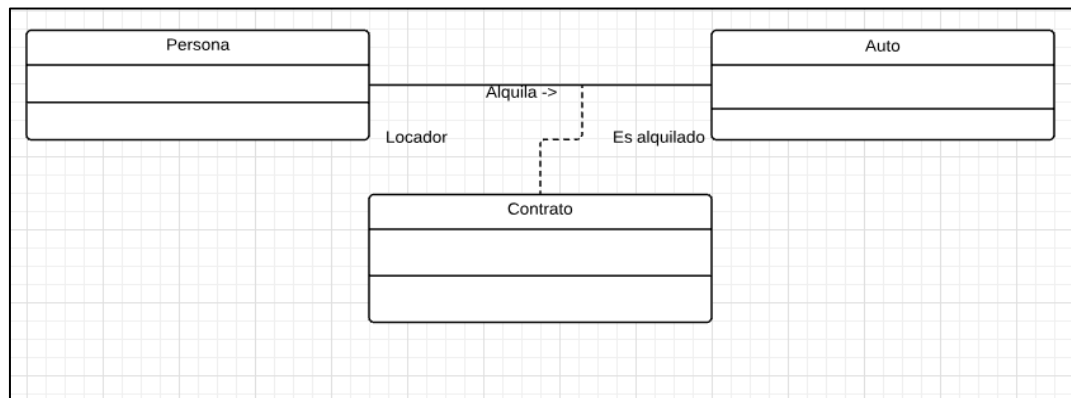 Persona
Auto
Alquila ->
Locador
Es alquilado
Contrato